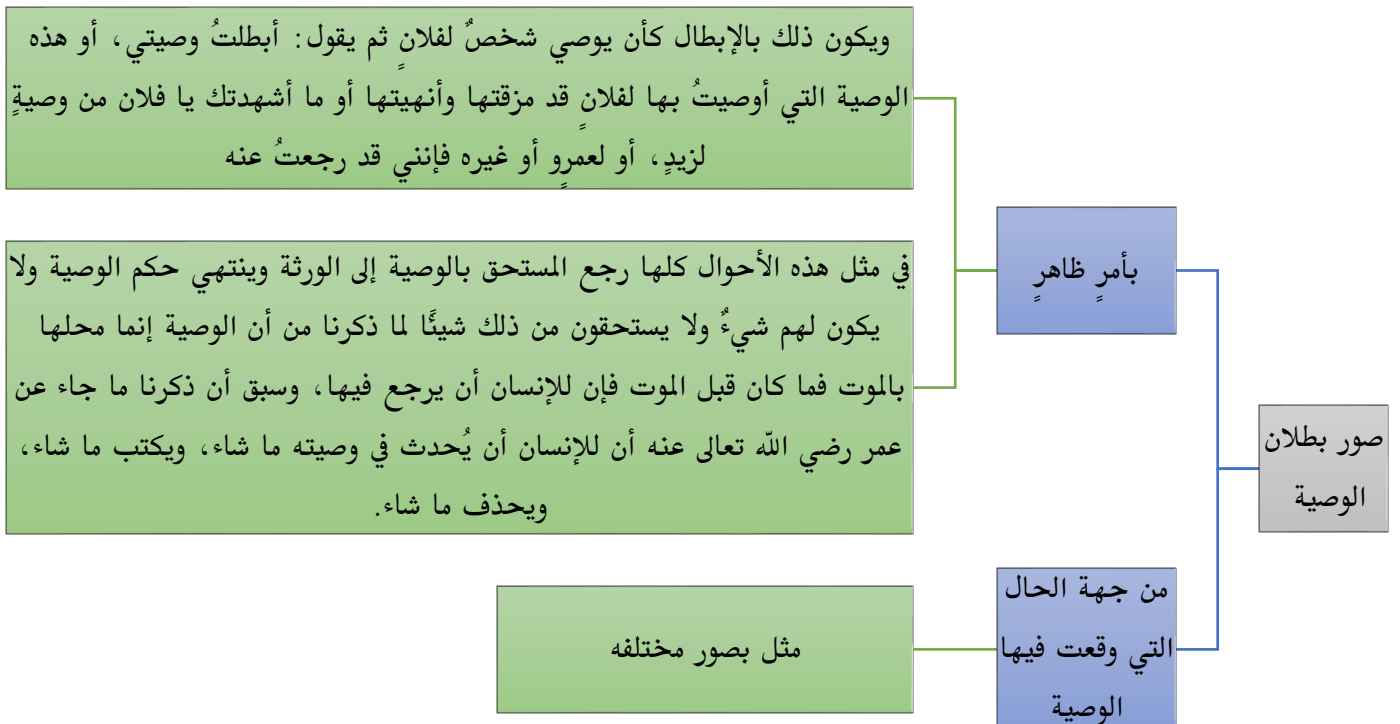 صور بطلان
الوصية
بأمرٍ ظاهرٍ
ويكون ذلك بالإبطال كأن يوصي شخصٌ لفلانٍ ثم يقول: أبطلتُ وصيتي، أو هذه
الوصية التي أوصيتُ بها لفلانٍ قد مزقتها وأنهيتها أو ما أشهدتك يا فلان من وصيةٍ
لزيدٍ، أو لعمرٍو أو غيره فإنني قد رجعتُ عنه
في مثل هذه الأحوال كلها رجع المستحق بالوصية إلى الورثة وينتهي حكم الوصية ولا
يكون لهم شيءٌ ولا يستحقون من ذلك شيئًا لما ذكرنا من أن الوصية إنما محلها
بالموت فما كان قبل الموت فإن للإنسان أن يرجع فيها، وسبق أن ذكرنا ما جاء عن
عمر رضي الله تعالى عنه أن للإنسان أن يُحدث في وصيته ما شاء، ويكتب ما شاء،
ويحذف ما شاء.
من جهة الحال
التي وقعت فيها
الوصية
مثل بصور مختلفه